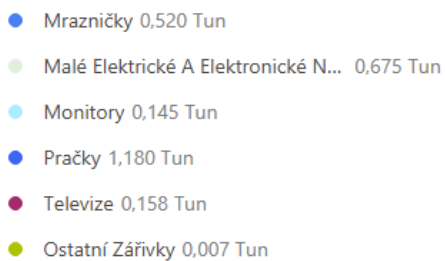 Mrazničky 0,520 Tun
Malé Elektrické A Elektronické N... 0,675 Tun
Monitory 0,145 Tun
Pračky 1,180 Tun
Televize 0,158 Tun
Ostatní Zářivky 0,007 Tun